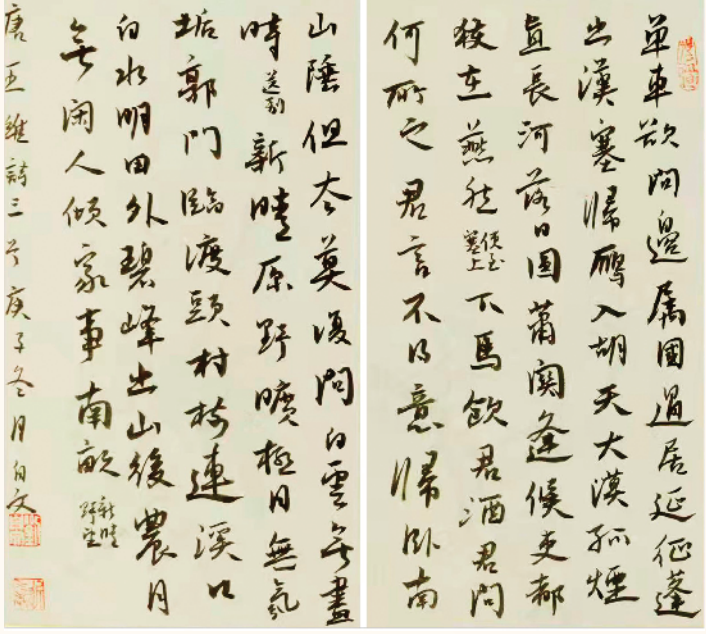 單車欲問邊屬國過居延征蓬
出漢塞歸雁入胡天大漠孤煙
直長河落日圓蕭關逢候吏都
護在燕然使至塞上下馬飲君酒君問
何所之君言不得意歸臥南
山陲但去莫復問白雲無盡
時送別新晴原野曠極目無氛
垢郭門臨渡頭村樹連溪口
白水明田外碧峰出山後農月
無閑人傾家事南畝新晴野望
唐王維詩三首庚子冬月白文